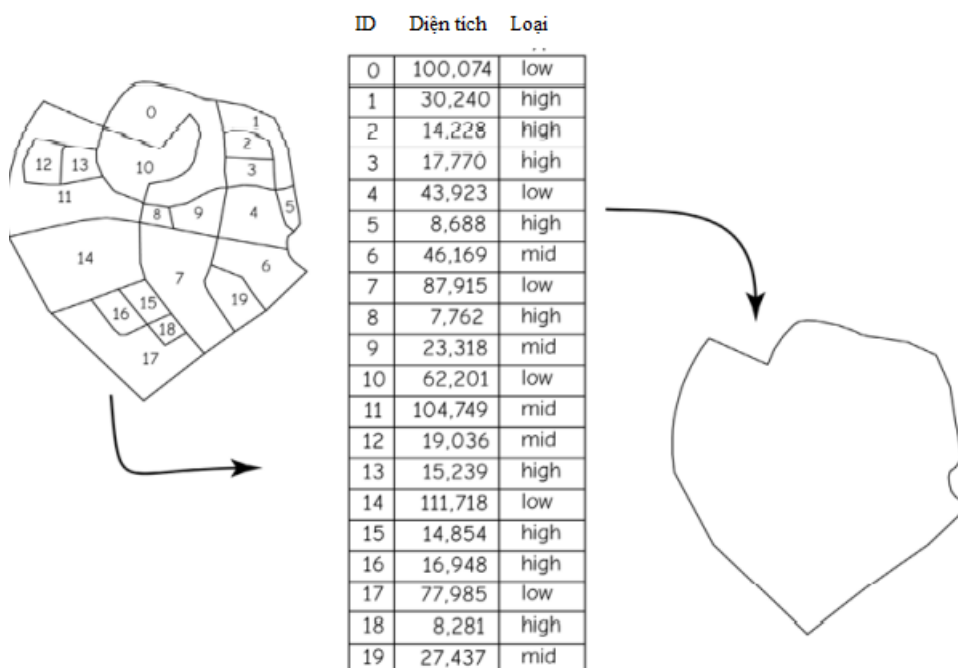 ID Diện tích Loại
0 100,074 low
1 30,240 high
2 14,228 high
3 17,770 high
4 43,923 low
5 8,688 high
6 46,169 mid
7 87,915 low
8 7,762 high
9 23,318 mid
10 62,201 low
11 104,749 mid
12 19,036 mid
13 15,239 high
14 111,718 low
15 14,854 high
16 16,948 high
17 77,985 low
18 8,281 high
19 27,437 mid
0
1
2
12 13 10 3
11 8 9 4 5
14 7 6
16 15 19
18
17